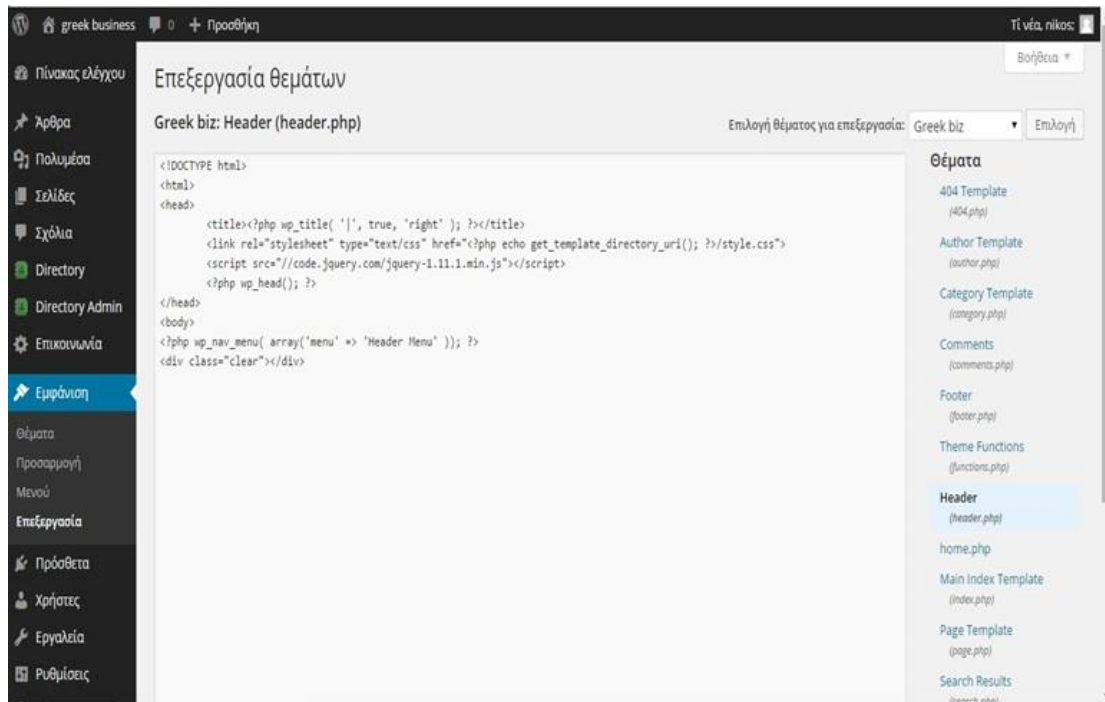 greek business 0 + Προσθήκη
Τί νέα, nikos;
Βοήθεια
Πίνακας ελέγχου
Άρθρα
Πολυμέσα
Σελίδες
Σχόλια
Directory
Directory Admin
Επικοινωνία
Εμφάνιση
Θέματα
Προσαρμογή
Μενού
Επεξεργασία
Πρόσθετα
Χρήστες
Εργαλεία
Ρυθμίσεις
Επεξεργασία θεμάτων
Greek biz: Header (header.php)
Επιλογή θέματος για επεξεργασία: Greek biz Επιλογή
<!DOCTYPE html>
<html>
<head>
<title><?php wp_title( '|', true, 'right' ); ?></title>
<link rel="stylesheet" type="text/css" href="<?php echo get_template_directory_uri(); ?>/style.css">
<script src="//code.jquery.com/jquery-1.11.1.min.js"></script>
<?php wp_head(); ?>
</head>
<body>
<?php wp_nav_menu( array('menu' => 'Header Menu' )); ?>
<div class="clear"></div>
Θέματα
404 Template
(404.php)
Author Template
(author.php)
Category Template
(category.php)
Comments
(comments.php)
Footer
(footer.php)
Theme Functions
(functions.php)
Header
(header.php)
home.php
Main Index Template
(index.php)
Page Template
(page.php)
Search Results
(search.php)